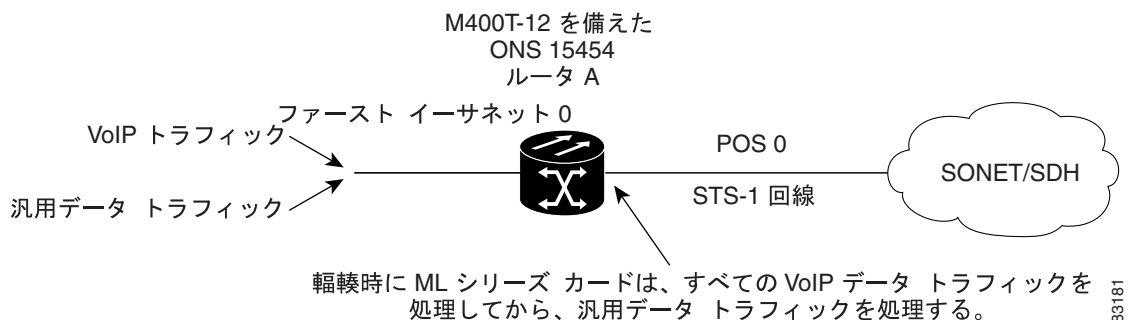 M400T-12 を備えた
ONS 15454
ルータ A
ファースト イーサネット 0
VoIP トラフィック
汎用データ トラフィック
POS 0
STS-1 回線
SONET/SDH
輻輳時に ML シリーズ カードは、すべての VoIP データ トラフィックを
処理してから、汎用データ トラフィックを処理する。
83181